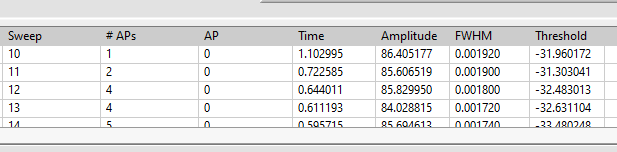 Sweep # APs AP Time Amplitude FWHM Threshold
10 1 0 1.102995 86.405177 0.001920 -31.960172
11 2 0 0.722585 85.606519 0.001900 -31.303041
12 4 0 0.644011 85.829950 0.001800 -32.483013
13 4 0 0.611193 84.028815 0.001720 -32.631104
14 5 0 0.595715 85.694613 0.001740 -33.480248